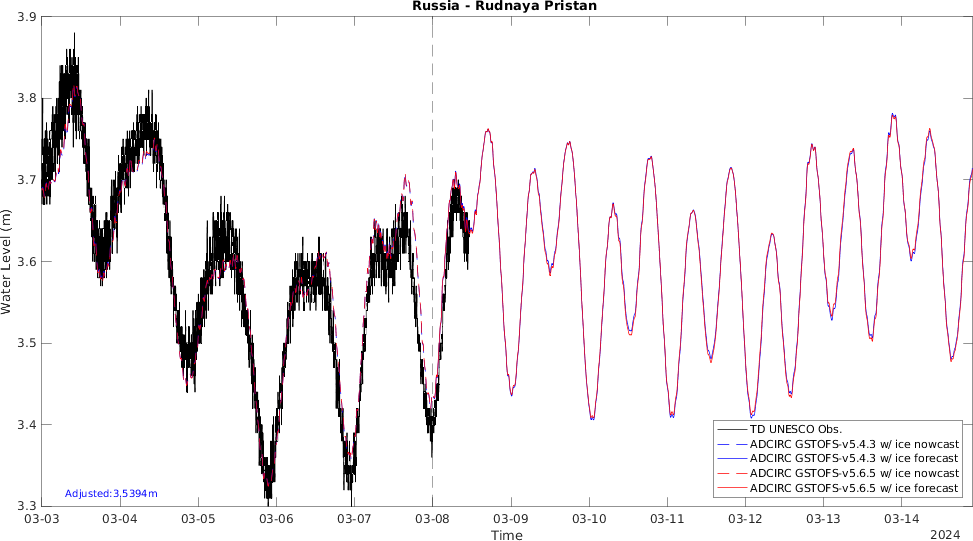 Russia - Rudnaya Pristan
3.9
3.8
3.7
3.6
3.5
3.4
3.3
Water Level (m)
Adjusted:3.5394m
TD UNESCO Obs.
ADCIRC GSTOFS-v5.4.3 w/ ice nowcast
ADCIRC GSTOFS-v5.4.3 w/ ice forecast
ADCIRC GSTOFS-v5.6.5 w/ ice nowcast
ADCIRC GSTOFS-v5.6.5 w/ ice forecast
03-03 03-04 03-05 03-06 03-07 03-08 03-09 03-10 03-11 03-12 03-13 03-14
Time
2024